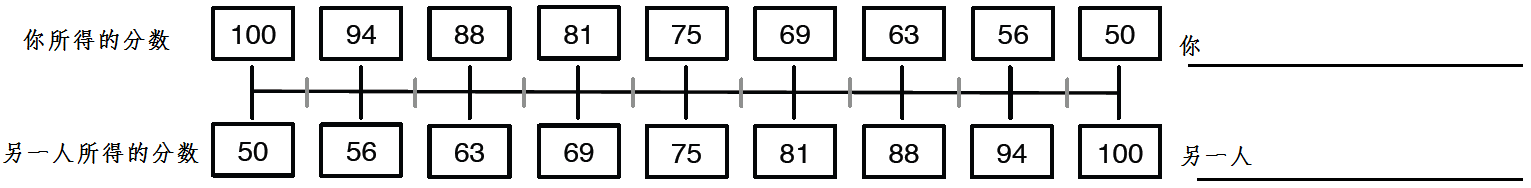 你所得的分数 100 94 88 81 75 69 63 56 50 你
另一人所得的分数 50 56 63 69 75 81 88 94 100 另一人